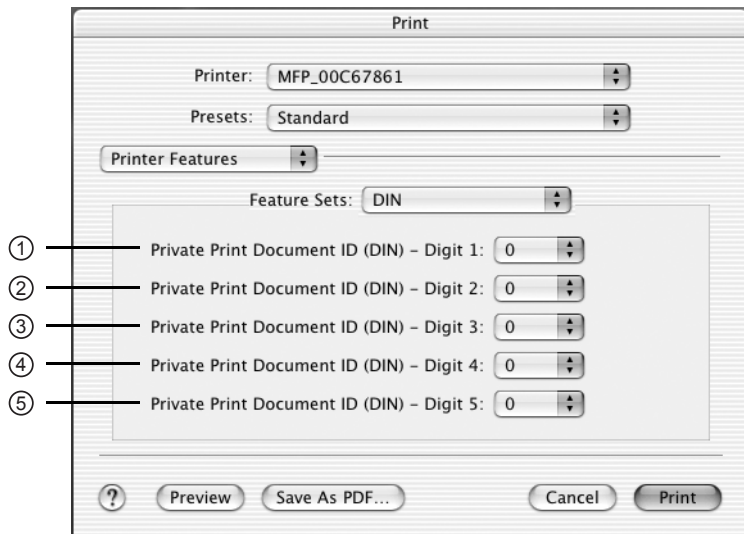 Print
Printer: MFP_00C67861
Presets: Standard
Printer Features
Feature Sets: DIN
① Private Print Document ID (DIN) – Digit 1: 0
② Private Print Document ID (DIN) – Digit 2: 0
③ Private Print Document ID (DIN) – Digit 3: 0
④ Private Print Document ID (DIN) – Digit 4: 0
⑤ Private Print Document ID (DIN) – Digit 5: 0
? Preview Save As PDF... Cancel Print